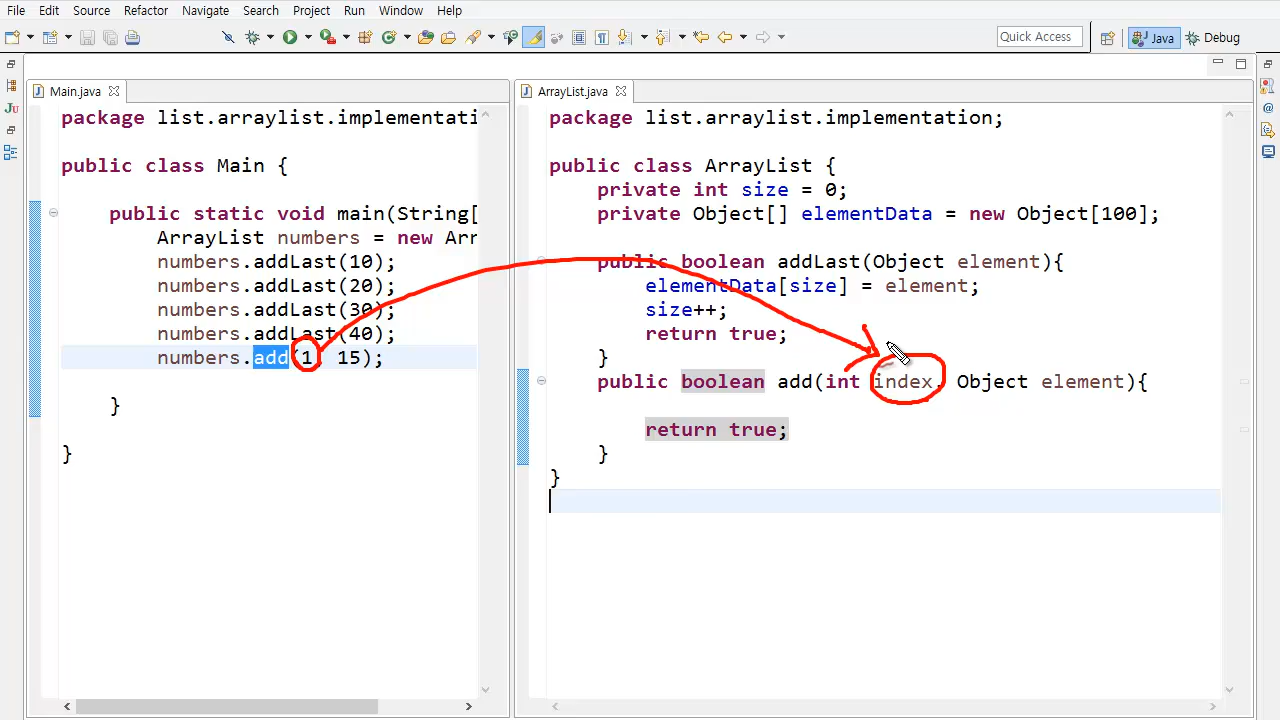 File Edit Source Refactor Navigate Search Project Run Window Help
Quick Access Java Debug
Main.java
package list.arraylist.implementati
public class Main {
public static void main(String[
ArrayList numbers = new Arr
numbers.addLast(10);
numbers.addLast(20);
numbers.addLast(30);
numbers.addLast(40);
numbers.add(1, 15);
}
}
ArrayList.java
package list.arraylist.implementation;
public class ArrayList {
private int size = 0;
private Object[] elementData = new Object[100];
public boolean addLast(Object element){
elementData[size] = element;
size++;
return true;
}
public boolean add(int index, Object element){
return true;
}
}